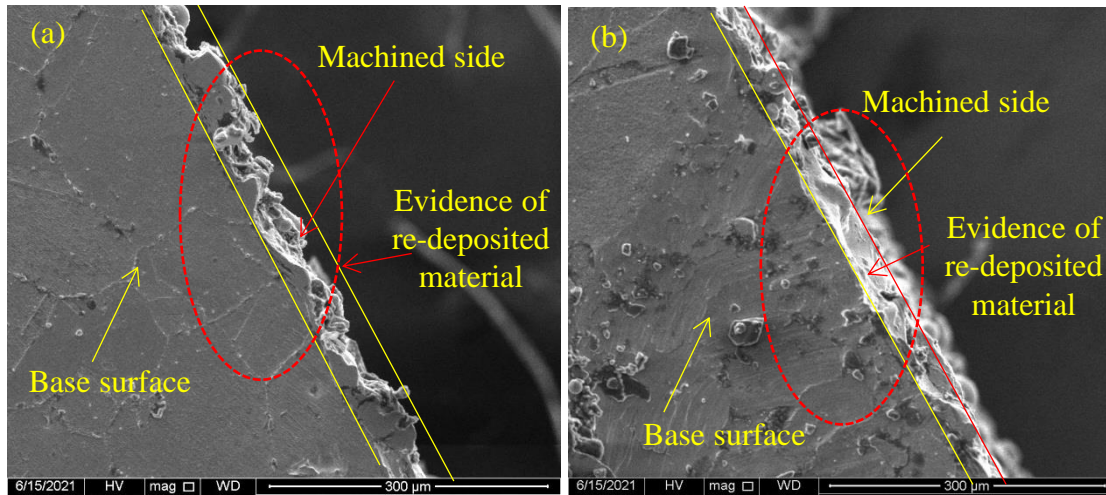 (a)
Machined side
Evidence of
re-deposited
material
Base surface
6/15/2021 HV mag □ WD 300 µm
(b)
Machined side
Evidence of
re-deposited
material
Base surface
6/15/2021 HV mag □ WD 300 µm